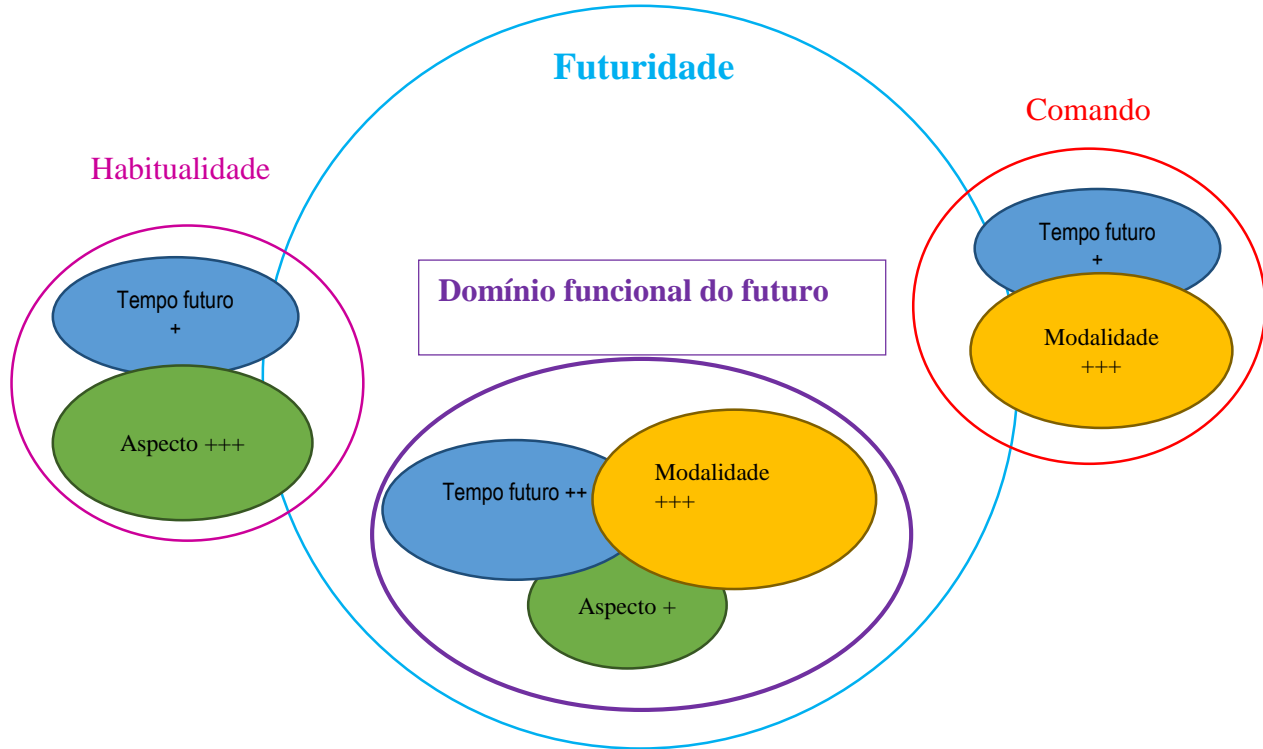 Futuridade
Comando
Habitualidade
Tempo futuro
+
Modalidade
+++
Tempo futuro
+
Aspecto +++
Domínio funcional do futuro
Tempo futuro ++
Modalidade
+++
Aspecto +